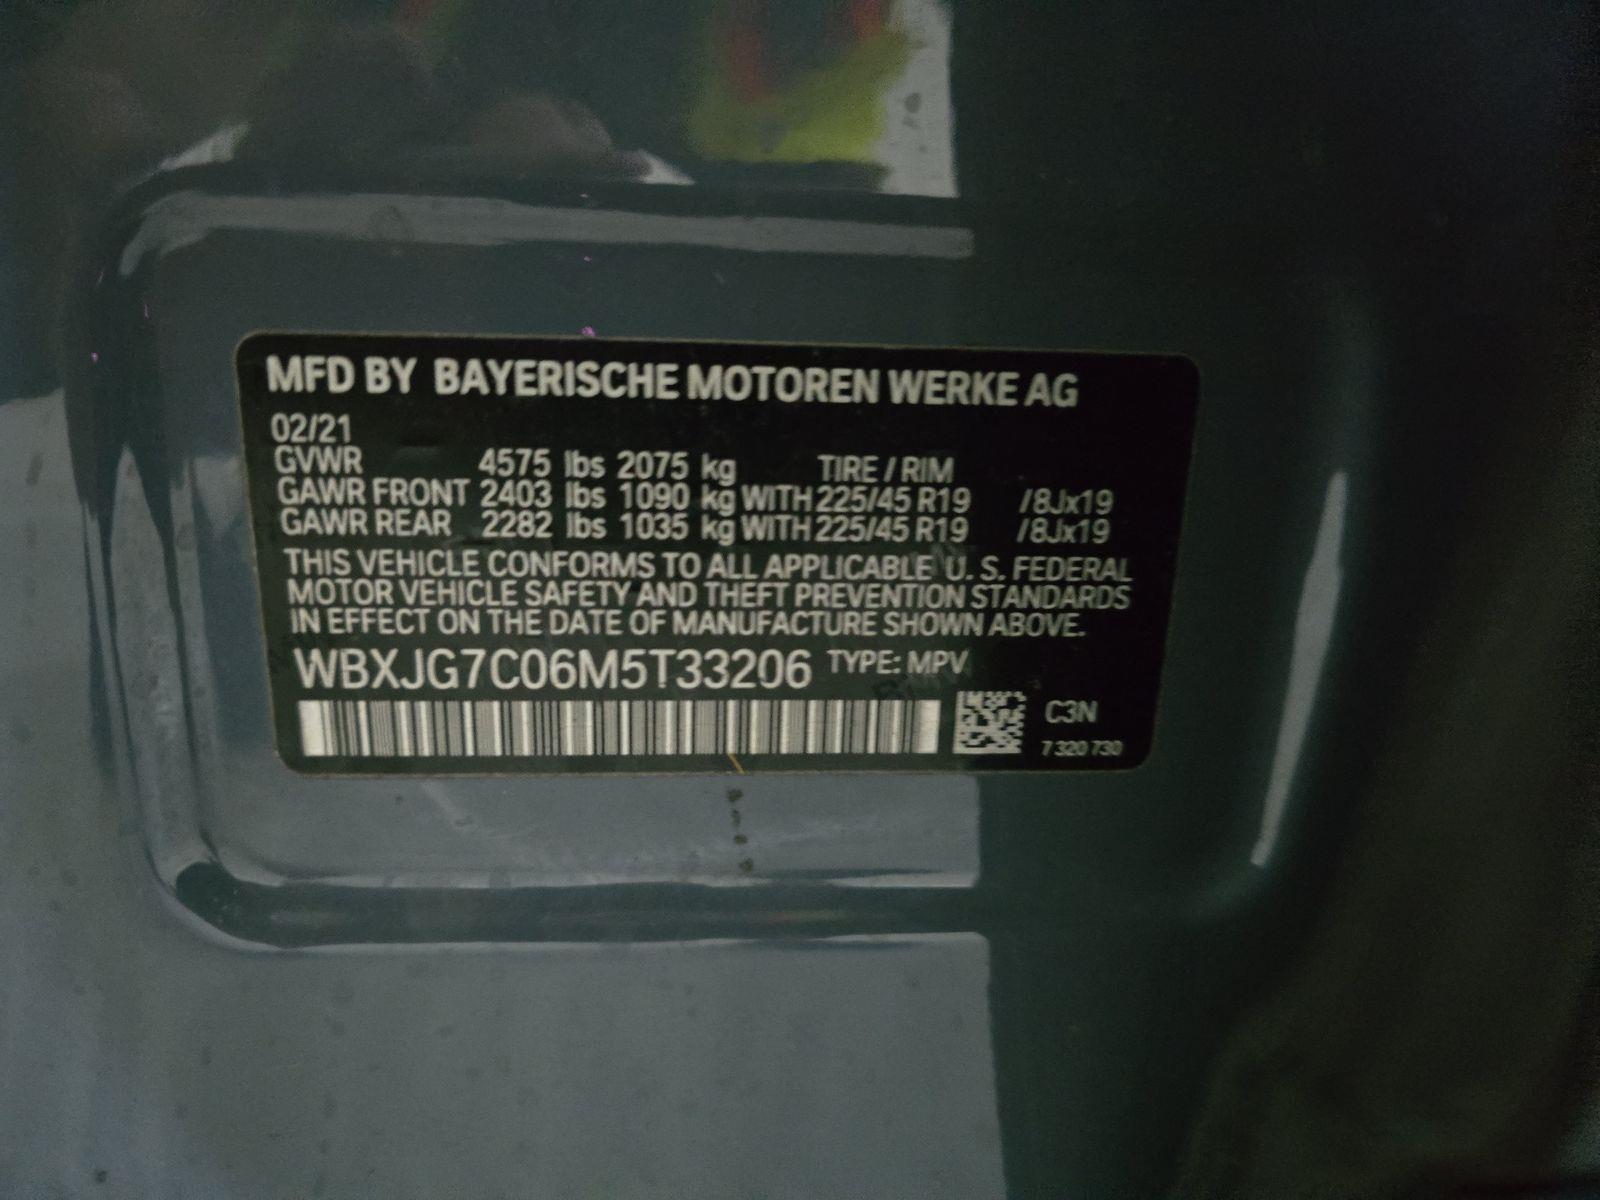 MFD BY BAYERISCHE MOTOREN WERKE AG
02/21
GVWR 4575 lbs 2075 kg TIRE / RIM
GAWR FRONT 2403 lbs 1090 kg WITH 225/45 R19 /8Jx19
GAWR REAR 2282 lbs 1035 kg WITH 225/45 R19 /8Jx19
THIS VEHICLE CONFORMS TO ALL APPLICABLE U. S. FEDERAL
MOTOR VEHICLE SAFETY AND THEFT PREVENTION STANDARDS
IN EFFECT ON THE DATE OF MANUFACTURE SHOWN ABOVE.
WBXJG7C06M5T33206 TYPE: MPV
C3N
7 320 730